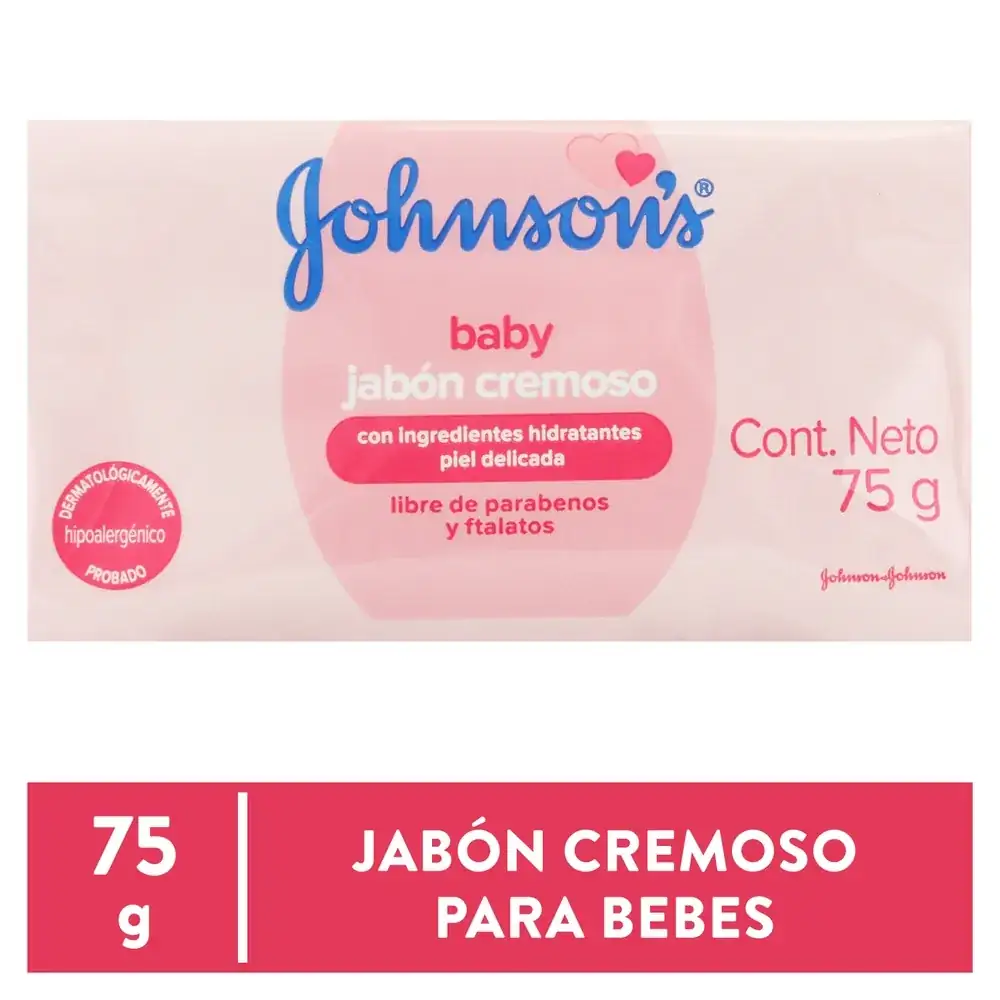 Johnson's®
baby
jabón cremoso
con ingredientes hidratantes
piel delicada
libre de parabenos
y ftalatos
Cont. Neto
75 g
DERMATOLÓGICAMENTE
hipoalergénico
PROBADO
Johnson&Johnson
75
g
JABÓN CREMOSO
PARA BEBES